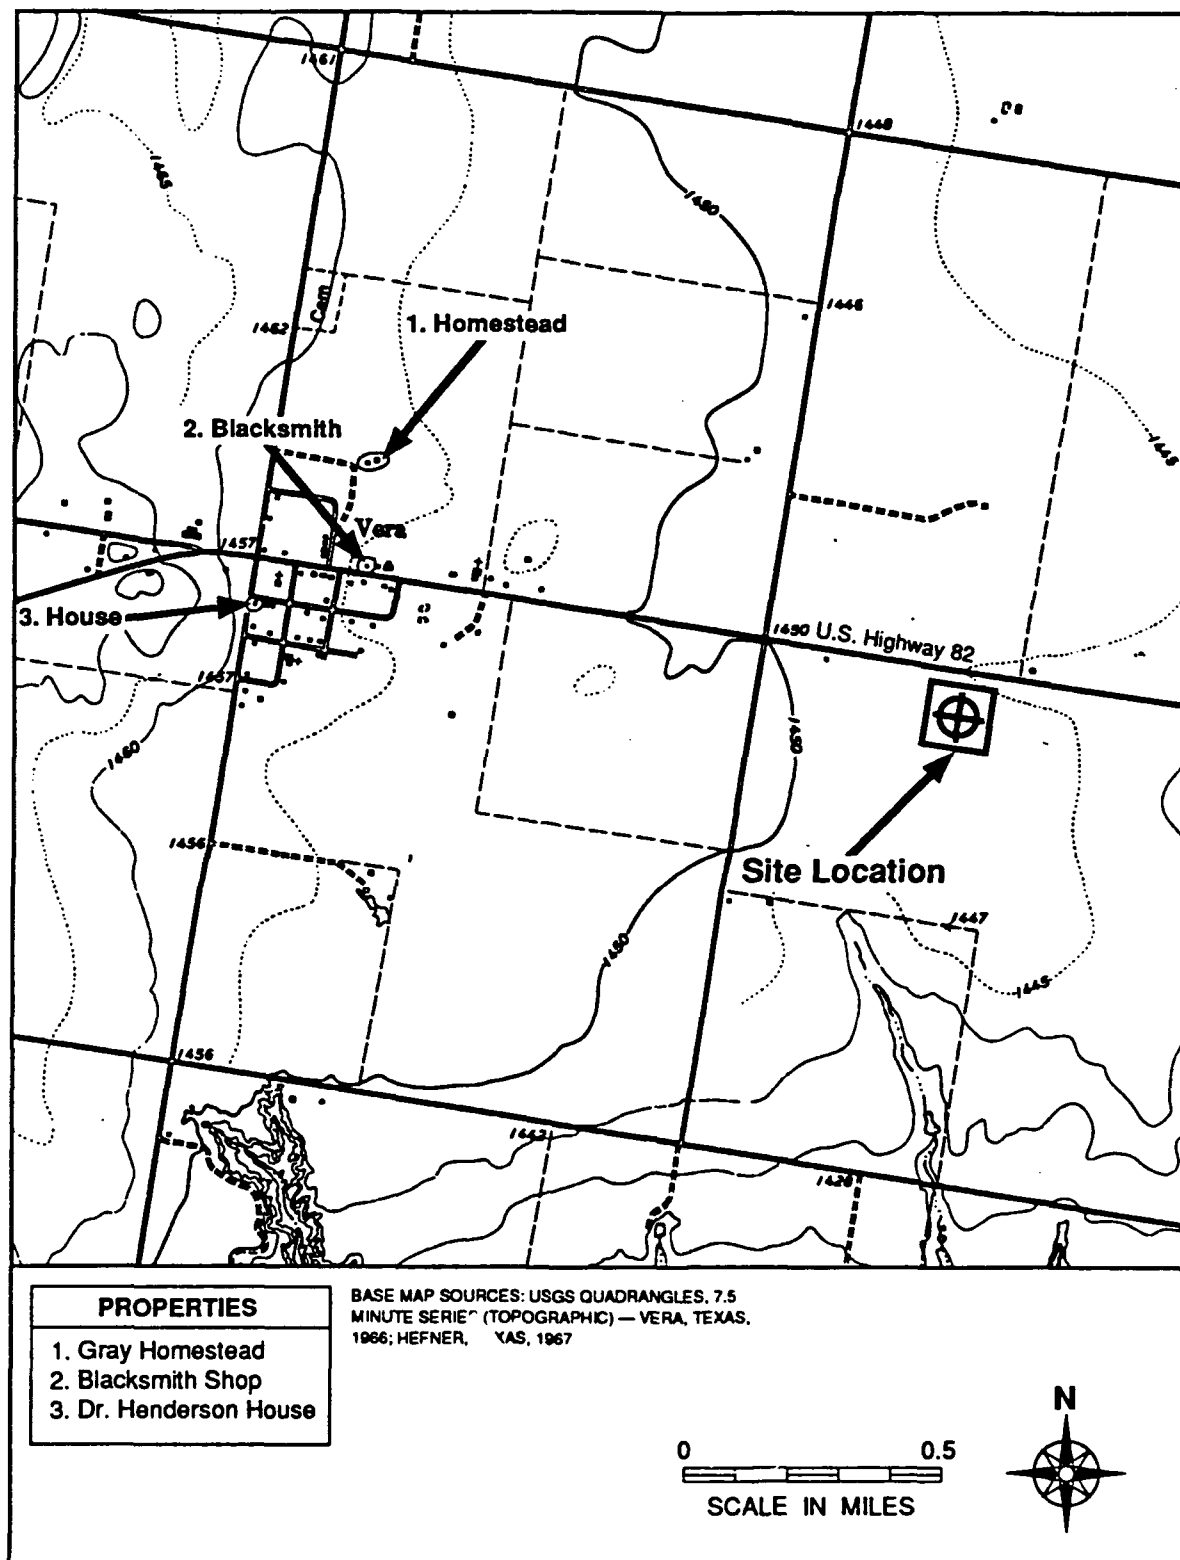 1461
1448
1465
1450
1446
Cem
1462
1. Homestead
2. Blacksmith
1445
Vera
1457
3. House
1450 U.S. Highway 82
1457
1450
1460
1456
Site Location
1447
1450
1445
1456
1443
1428
PROPERTIES
1. Gray Homestead
2. Blacksmith Shop
3. Dr. Henderson House
BASE MAP SOURCES: USGS QUADRANGLES, 7.5
MINUTE (TOPOGRAPHIC) — VERA, TEXAS,
1966; HEFNER, 1967
N
0 0.5
SCALE IN MILES